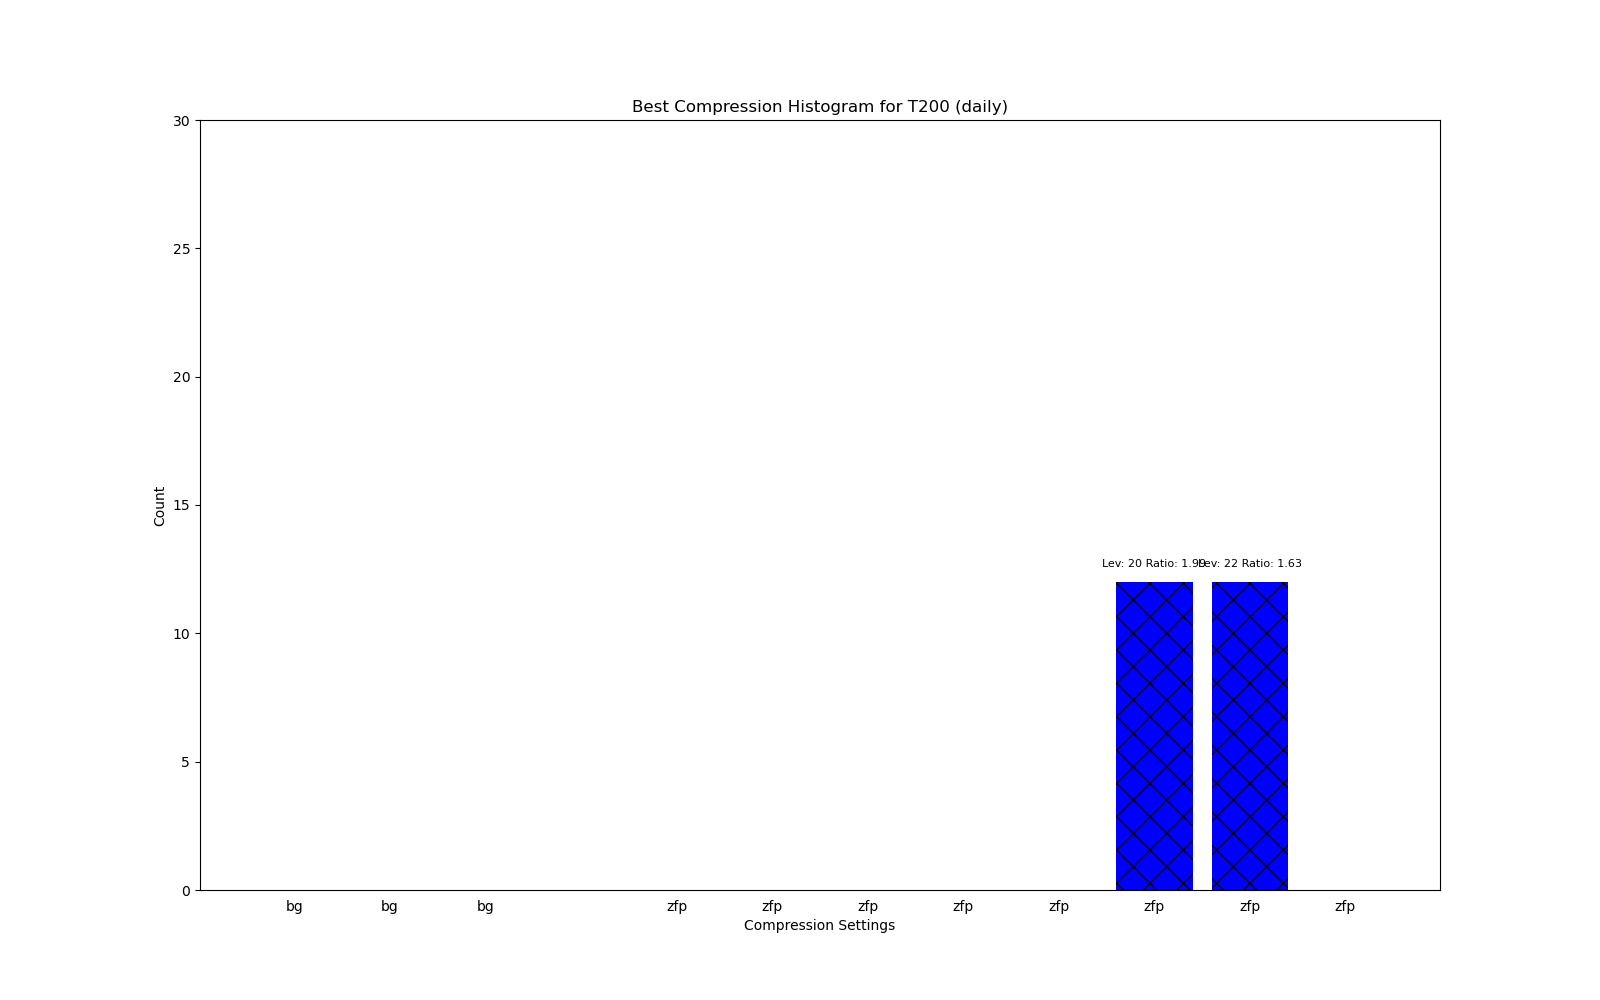 Best Compression Histogram for T200 (daily)
30
25
20
15
10
5
0
Count
Lev: 20 Ratio: 1.99
Lev: 22 Ratio: 1.63
bg bg bg zfp zfp zfp zfp zfp zfp zfp zfp
Compression Settings